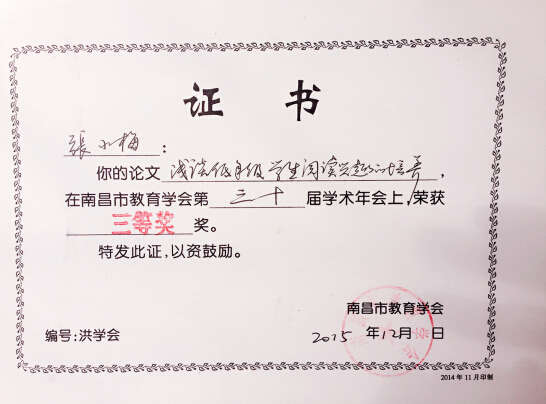 证 书
張小梅：
你的论文 浅谈低年级学生阅读兴趣的培养，
在南昌市教育学会第 三十 届学术年会上，荣获
三等奖 奖。
特发此证，以资鼓励。
南昌市教育学会
编号：洪学会 2015 年12月 日
2014年11月印制